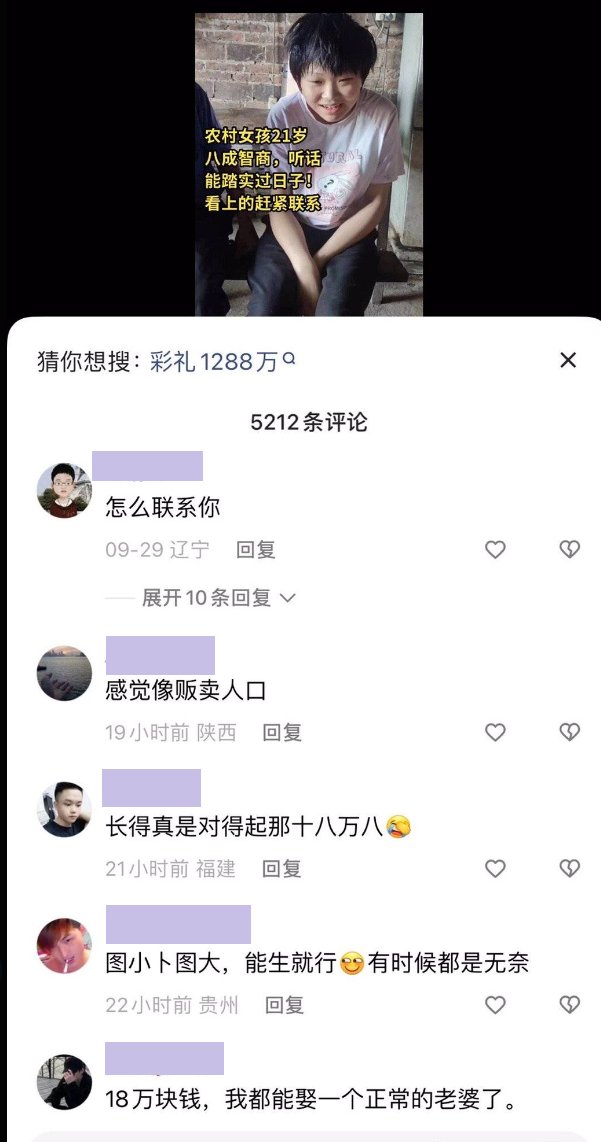 农村女孩21岁
八成智商，听话
能踏实过日子！
看上的赶紧联系
猜你想搜：彩礼1288万
5212条评论
怎么联系你
09-29 辽宁 回复
展开10条回复
感觉像贩卖人口
19小时前 陕西 回复
长得真是对得起那十八万八😭
21小时前 福建 回复
图小卜图大，能生就行😜有时候都是无奈
22小时前 贵州 回复
18万块钱，我都能娶一个正常的老婆了。